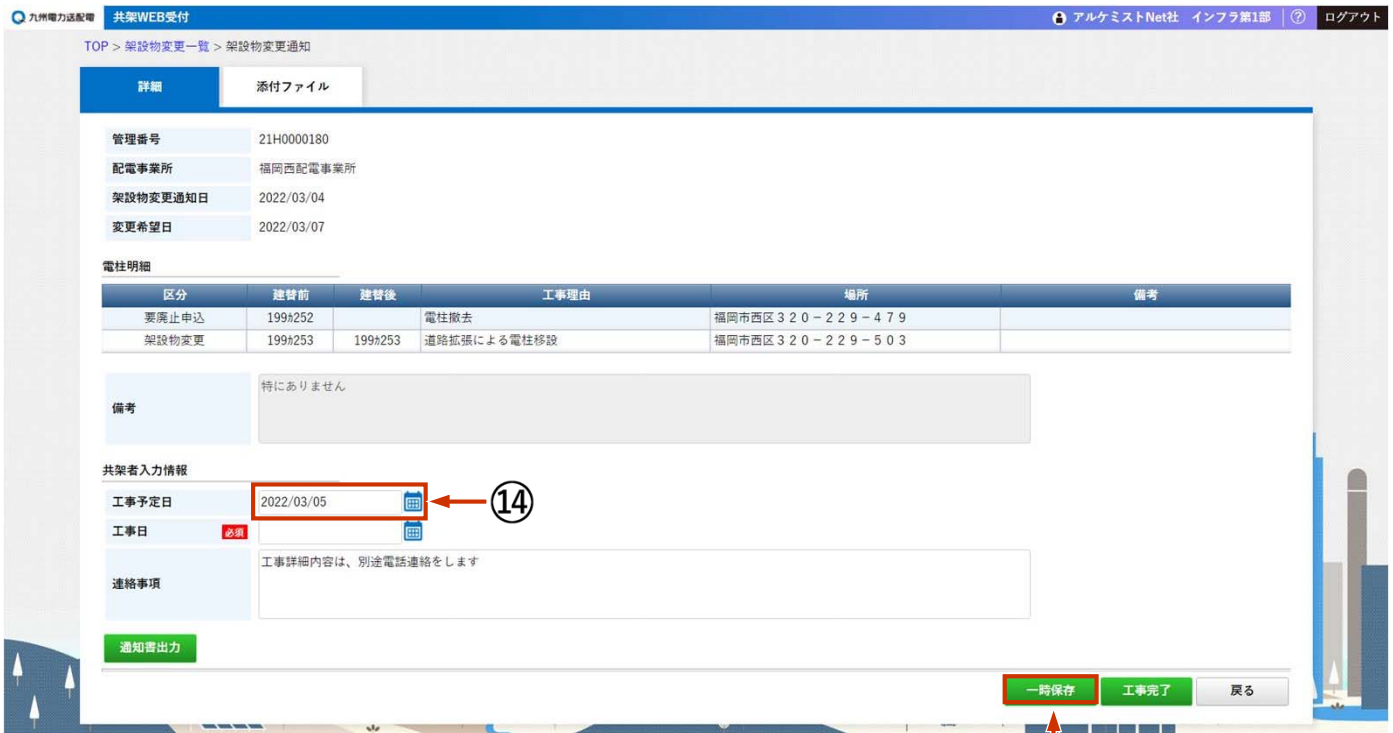 九州電力送配電 共架WEB受付 アルケミストNet社 インフラ第1部 ? ログアウト
TOP > 架設物変更一覧 > 架設物変更通知
詳細 添付ファイル
管理番号 21H0000180
配電事業所 福岡西配電事業所
架設物変更通知日 2022/03/04
変更希望日 2022/03/07
電柱明細
区分 建替前 建替後 工事理由 場所 備考
要廃止申込 199ｶ252 電柱撤去 福岡市西区３２０－２２９－４７９
架設物変更 199ｶ253 199ｶ253 道路拡張による電柱移設 福岡市西区３２０－２２９－５０３
備考 特にありません
共架者入力情報
工事予定日 2022/03/05 ⑭
工事日 必須
連絡事項 工事詳細内容は、別途電話連絡をします
通知書出力
一時保存 工事完了 戻る